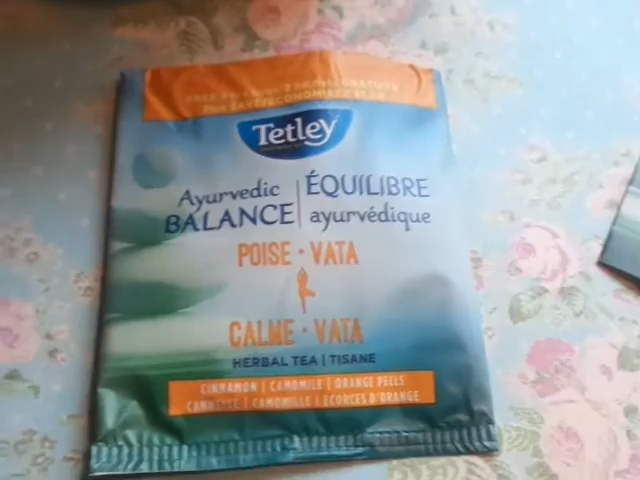 Tetley
Ayurvedic
BALANCE
ÉQUILIBRE
ayurvédique
POISE · VATA
CALME · VATA
HERBAL TEA | TISANE
CINNAMON | CAMOMILE | ORANGE PEELS
CANNELLE | CAMOMILLE | ECORCES D'ORANGE